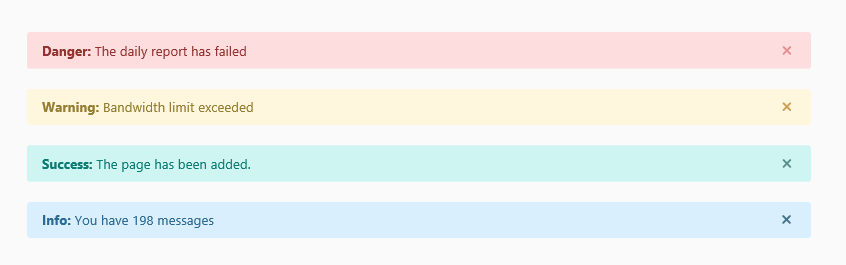 Danger: The daily report has failed ×
Warning: Bandwidth limit exceeded ×
Success: The page has been added. ×
Info: You have 198 messages ×